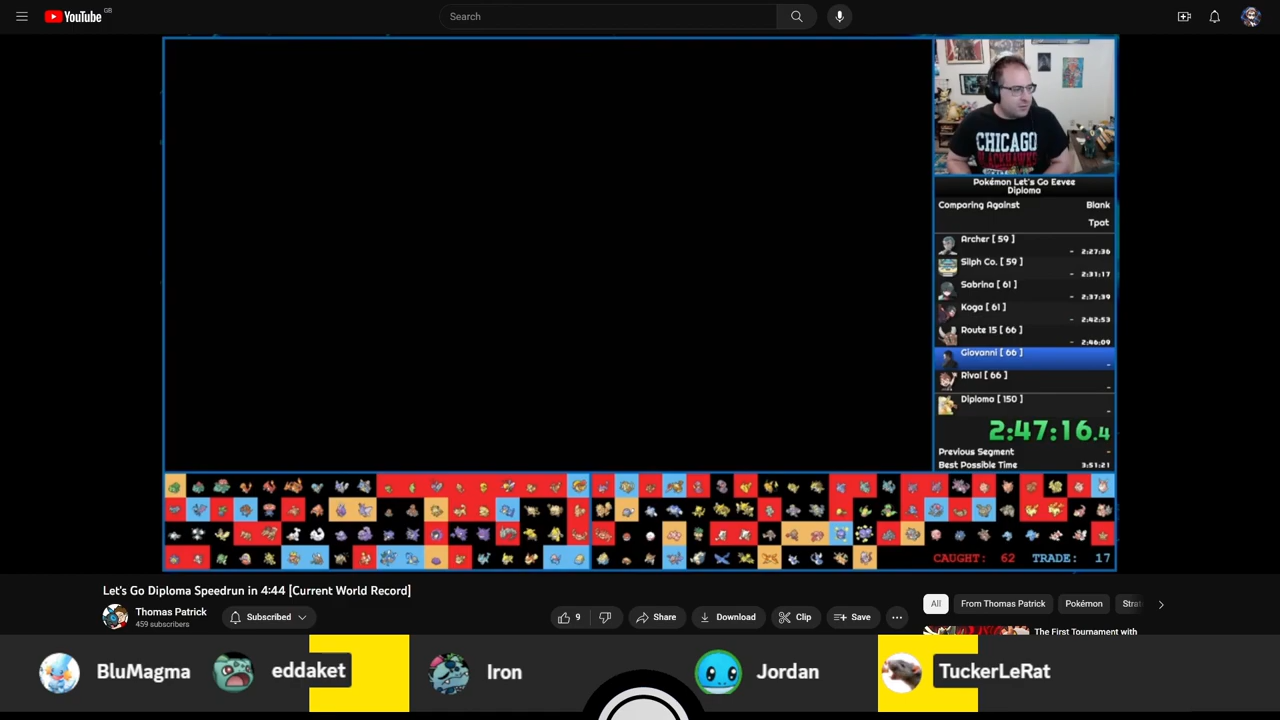 YouTube GB
Search
CHICAGO
BLACKHAWKS
Pokémon Let's Go Eevee
Diploma
Comparing Against Blank
Tpat
Archer [ 59 ]
- 2:27:36
Silph Co. [ 59 ]
- 2:31:17
Sabrina [ 61 ]
- 2:37:39
Koga [ 61 ]
- 2:42:53
Route 15 [ 66 ]
- 2:46:09
Giovanni [ 66 ]
-
Rival [ 66 ]
-
Diploma [ 150 ]
-
2:47:16.4
Previous Segment -
Best Possible Time 3:51:21
CAUGHT: 62 TRADE: 17
Let's Go Diploma Speedrun in 4:44 [Current World Record]
Thomas Patrick
459 subscribers
Subscribed
9
Share
Download
Clip
Save
All
From Thomas Patrick
Pokémon
Strat
The First Tournament with
BluMagma
eddaket
Iron
Jordan
TuckerLeRat